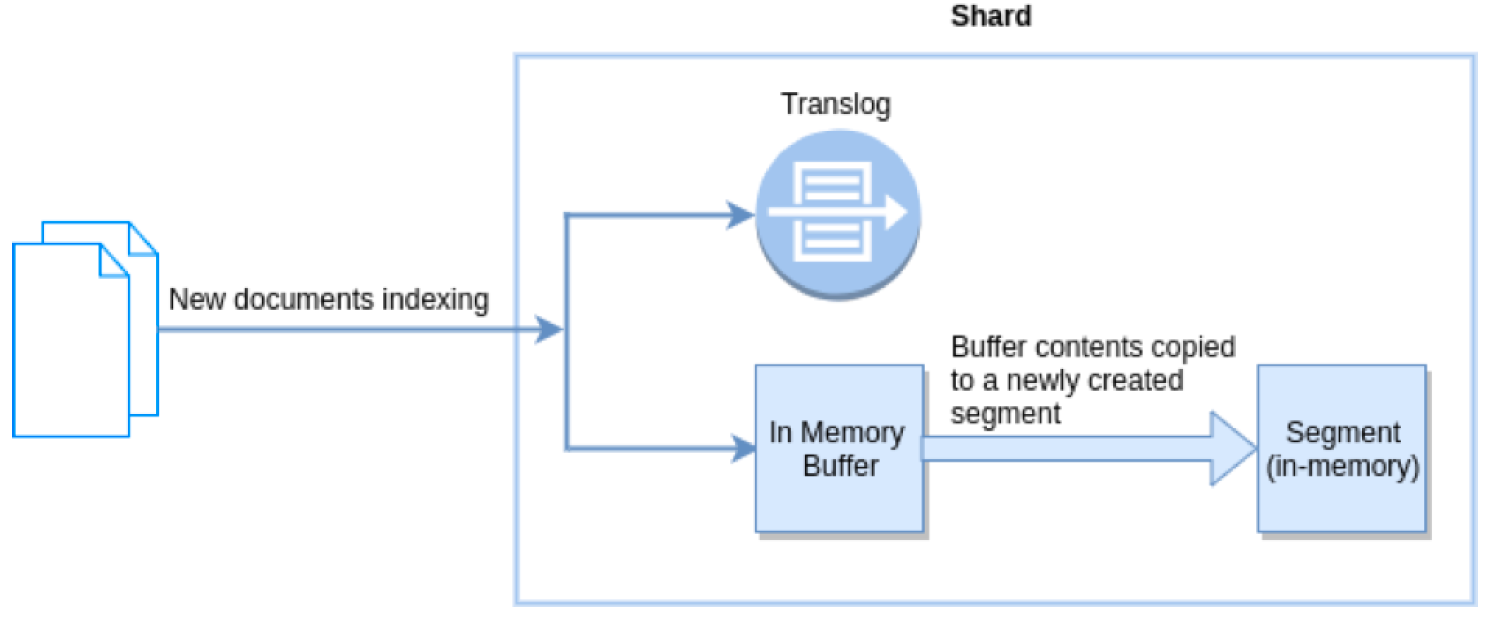 Shard
Translog
New documents indexing
Buffer contents copied
to a newly created
segment
In Memory
Buffer
Segment
(in-memory)